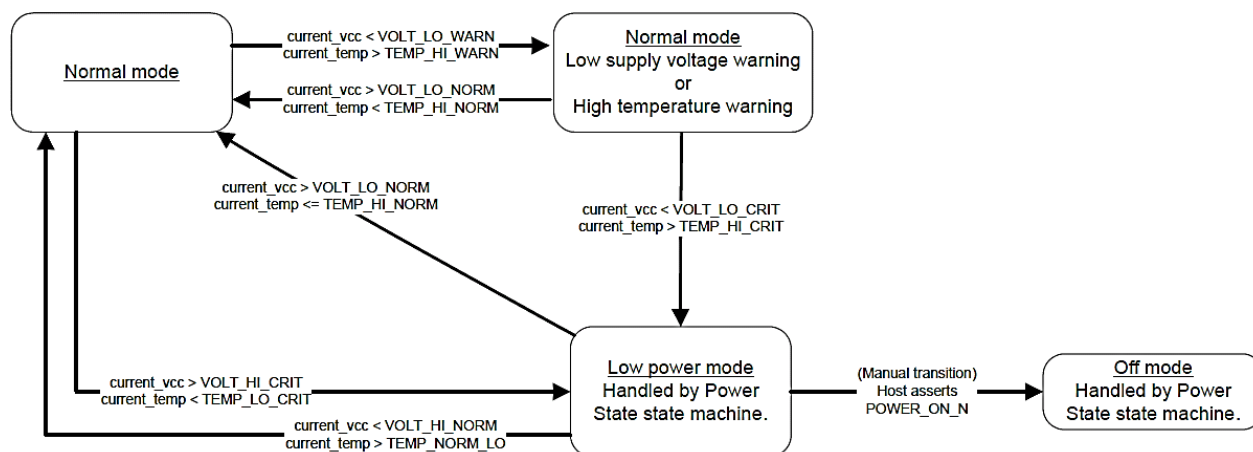 Normal mode
current_vcc < VOLT_LO_WARN
current_temp > TEMP_HI_WARN
current_vcc > VOLT_LO_NORM
current_temp < TEMP_HI_NORM
Normal mode
Low supply voltage warning
or
High temperature warning
current_vcc > VOLT_LO_NORM
current_temp <= TEMP_HI_NORM
current_vcc < VOLT_LO_CRIT
current_temp > TEMP_HI_CRIT
current_vcc > VOLT_HI_CRIT
current_temp < TEMP_LO_CRIT
current_vcc < VOLT_HI_NORM
current_temp > TEMP_NORM_LO
Low power mode
Handled by Power
State state machine.
(Manual transition)
Host asserts
POWER_ON_N
Off mode
Handled by Power
State state machine.